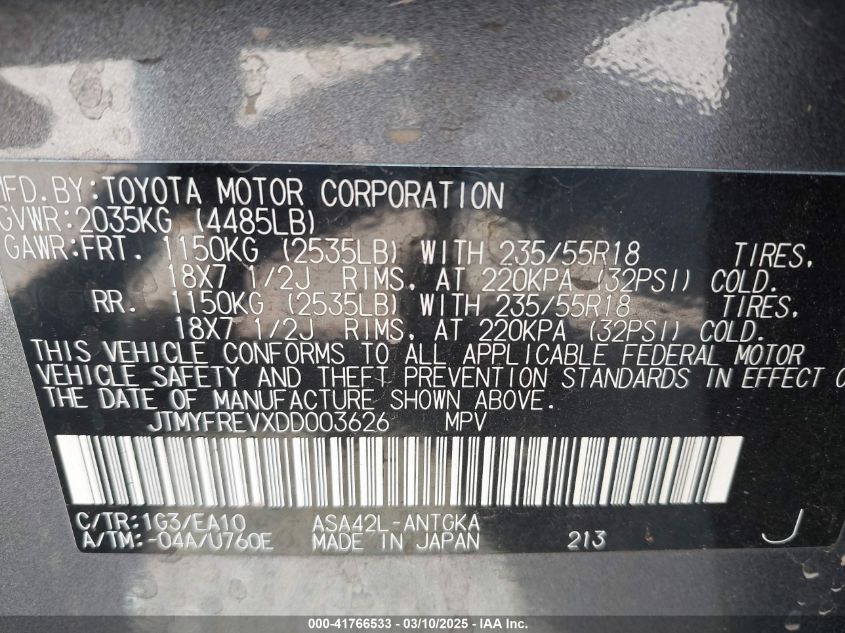 MFD. BY: TOYOTA MOTOR CORPORATION
GVWR: 2035KG (4485LB)
GAWR: FRT. 1150KG (2535LB) WITH 235/55R18 TIRES,
18X7 1/2J RIMS, AT 220KPA (32PSI) COLD.
RR. 1150KG (2535LB) WITH 235/55R18 TIRES,
18X7 1/2J RIMS, AT 220KPA (32PSI) COLD.
THIS VEHICLE CONFORMS TO ALL APPLICABLE FEDERAL MOTOR
VEHICLE SAFETY AND THEFT PREVENTION STANDARDS IN EFFECT
THE DATE OF MANUFACTURE SHOWN ABOVE.
JTMYFREVXDD003626 MPV
C/TR: 1G3/EA10 ASA42L-ANTGKA
A/TM: -04A/U760E MADE IN JAPAN 213 J
000-41766533 - 03/10/2025 - IAA Inc.